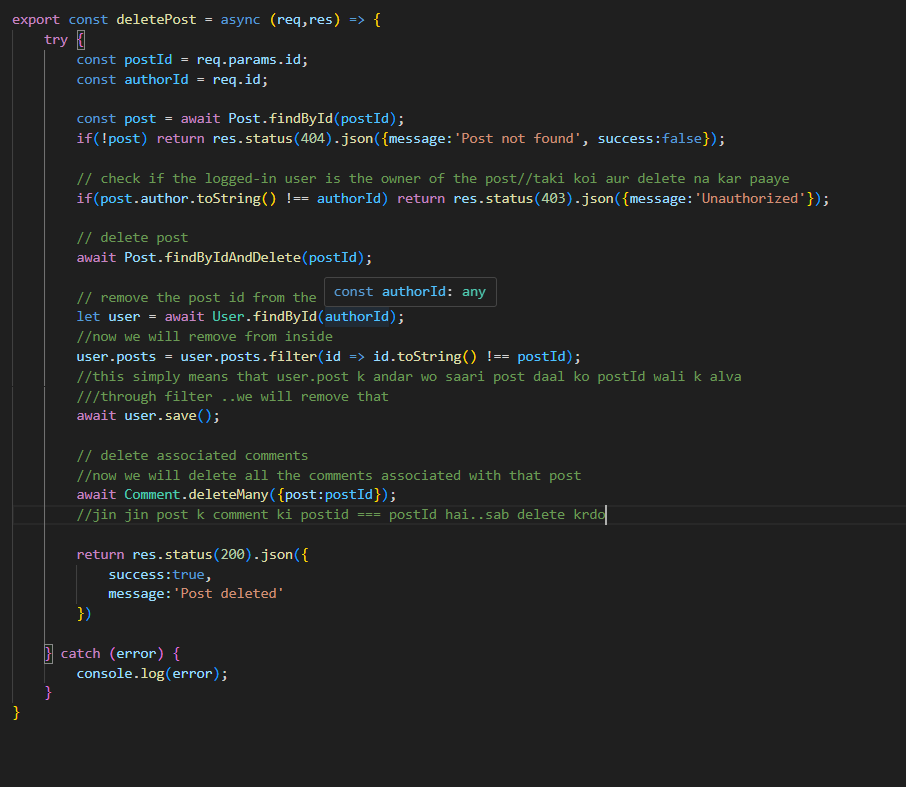 export const deletePost = async (req,res) => {
try {
const postId = req.params.id;
const authorId = req.id;
const post = await Post.findById(postId);
if(!post) return res.status(404).json({message:'Post not found', success:false});
// check if the logged-in user is the owner of the post//taki koi aur delete na kar paaye
if(post.author.toString() !== authorId) return res.status(403).json({message:'Unauthorized'});
// delete post
await Post.findByIdAndDelete(postId);
// remove the post id from the
const authorId: any
let user = await User.findById(authorId);
//now we will remove from inside
user.posts = user.posts.filter(id => id.toString() !== postId);
//this simply means that user.post k andar wo saari post daal ko postId wali k alva
///through filter ..we will remove that
await user.save();
// delete associated comments
//now we will delete all the comments associated with that post
await Comment.deleteMany({post:postId});
//jin jin post k comment ki postid === postId hai..sab delete krdo
return res.status(200).json({
success:true,
message:'Post deleted'
})
} catch (error) {
console.log(error);
}
}